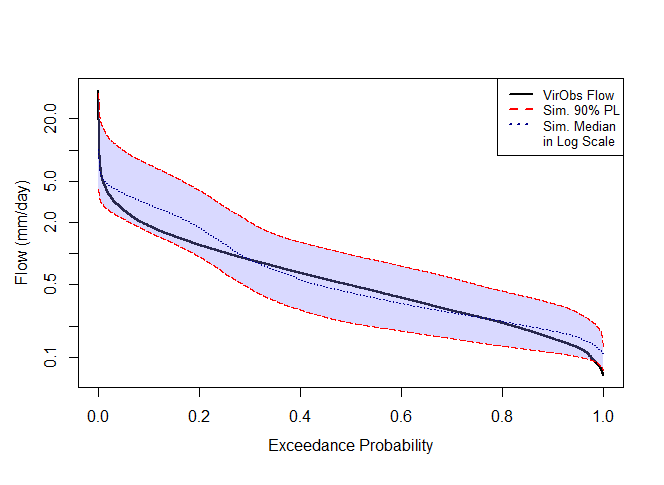 VirObs Flow
Sim. 90% PL
Sim. Median
in Log Scale
Flow (mm/day)
20.0
5.0
2.0
0.5
0.1
0.0 0.2 0.4 0.6 0.8 1.0
Exceedance Probability